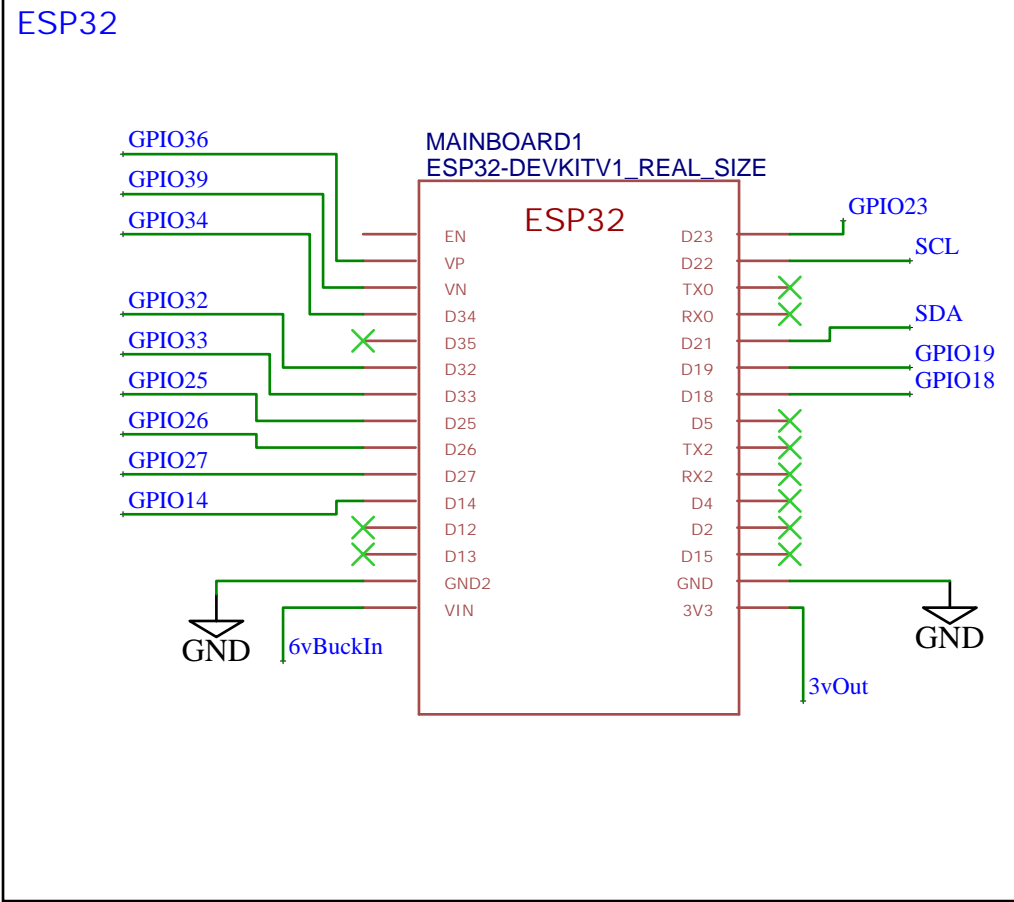 ESP32
GPIO36
GPIO39
GPIO34
GPIO32
GPIO33
GPIO25
GPIO26
GPIO27
GPIO14
GND
6vBuckIn
MAINBOARD1
ESP32-DEVKITV1_REAL_SIZE
ESP32
EN
VP
VN
D34
D35
D32
D33
D25
D26
D27
D14
D12
D13
GND2
VIN
D23
D22
TX0
RX0
D21
D19
D18
D5
TX2
RX2
D4
D2
D15
GND
3V3
GPIO23
SCL
SDA
GPIO19
GPIO18
GND
3vOut